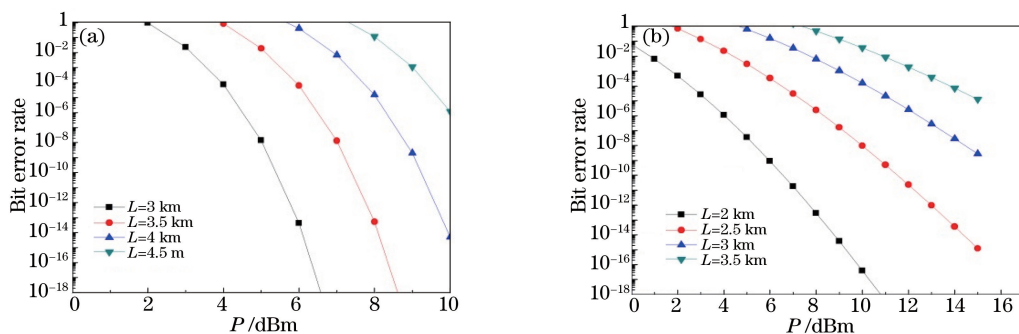 (a)
Bit error rate
1
10⁻²
10⁻⁴
10⁻⁶
10⁻⁸
10⁻¹⁰
10⁻¹²
10⁻¹⁴
10⁻¹⁶
10⁻¹⁸
L=3 km
L=3.5 km
L=4 km
L=4.5 m
0 2 4 6 8 10
P /dBm
(b)
Bit error rate
1
10⁻²
10⁻⁴
10⁻⁶
10⁻⁸
10⁻¹⁰
10⁻¹²
10⁻¹⁴
10⁻¹⁶
10⁻¹⁸
L=2 km
L=2.5 km
L=3 km
L=3.5 km
0 2 4 6 8 10 12 14 16
P /dBm